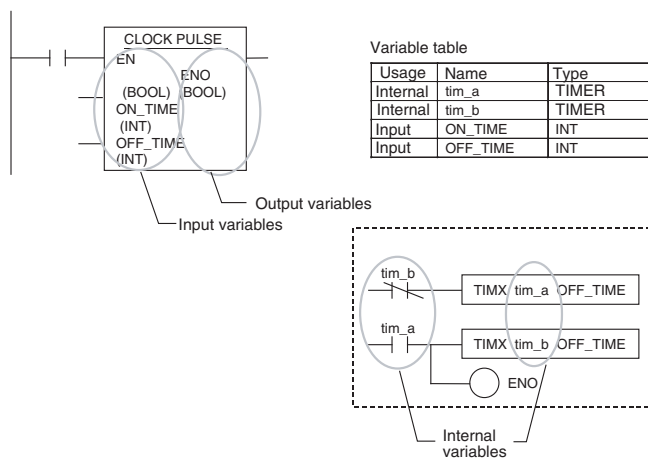 CLOCK PULSE
EN
ENO
(BOOL) (BOOL)
ON_TIME
(INT)
OFF_TIME
(INT)
Output variables
Input variables
Variable table
Usage Name Type
Internal tim_a TIMER
Internal tim_b TIMER
Input ON_TIME INT
Input OFF_TIME INT
tim_b
TIMX tim_a OFF_TIME
tim_a
TIMX tim_b OFF_TIME
ENO
Internal
variables